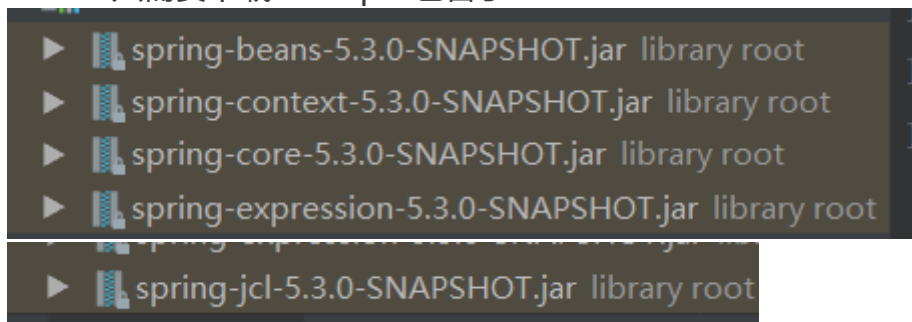 spring-beans-5.3.0-SNAPSHOT.jar library root
spring-context-5.3.0-SNAPSHOT.jar library root
spring-core-5.3.0-SNAPSHOT.jar library root
spring-expression-5.3.0-SNAPSHOT.jar library root
spring-jcl-5.3.0-SNAPSHOT.jar library root